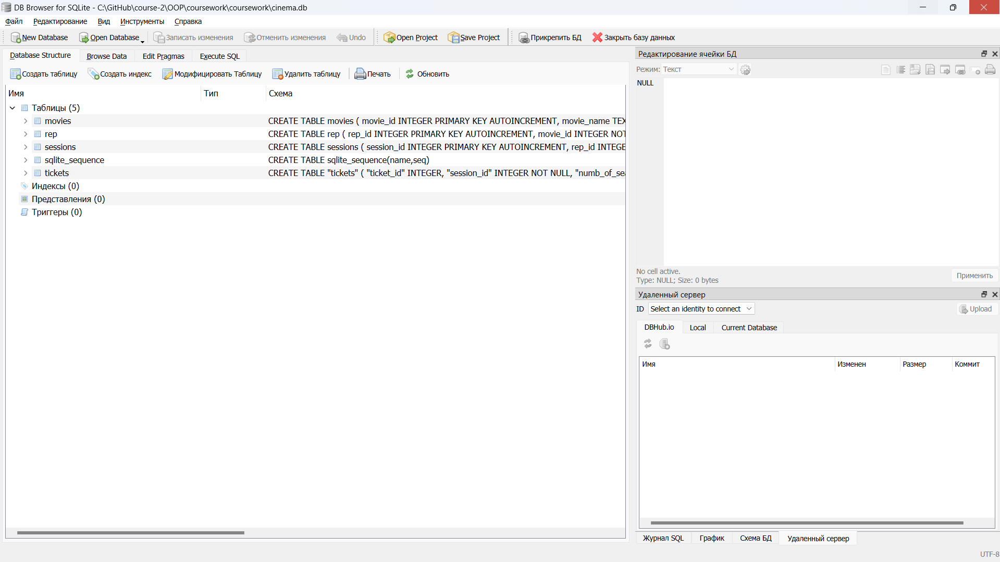 DB Browser for SQLite - C:\GitHub\course-2\OOP\coursework\coursework\cinema.db
Файл Редактирование Вид Инструменты Справка
New Database Open Database Записать изменения Отменить изменения Undo Open Project Save Project Прикрепить БД Закрыть базу данных
Database Structure Browse Data Edit Pragmas Execute SQL
Создать таблицу Создать индекс Модифицировать Таблицу Удалить таблицу Печать Обновить
Имя Тип Схема
Таблицы (5)
movies CREATE TABLE movies ( movie_id INTEGER PRIMARY KEY AUTOINCREMENT, movie_name TEX
rep CREATE TABLE rep ( rep_id INTEGER PRIMARY KEY AUTOINCREMENT, movie_id INTEGER NOT
sessions CREATE TABLE sessions ( session_id INTEGER PRIMARY KEY AUTOINCREMENT, rep_id INTEGE
sqlite_sequence CREATE TABLE sqlite_sequence(name,seq)
tickets CREATE TABLE "tickets" ( "ticket_id" INTEGER, "session_id" INTEGER NOT NULL, "numb_of_sea
Индексы (0)
Представления (0)
Триггеры (0)
Редактирование ячейки БД
Режим: Текст
NULL
No cell active.
Type: NULL; Size: 0 bytes
Применить
Удаленный сервер
ID Select an identity to connect Upload
DBHub.io Local Current Database
Имя Изменен Размер Коммит
Журнал SQL График Схема БД Удаленный сервер
UTF-8